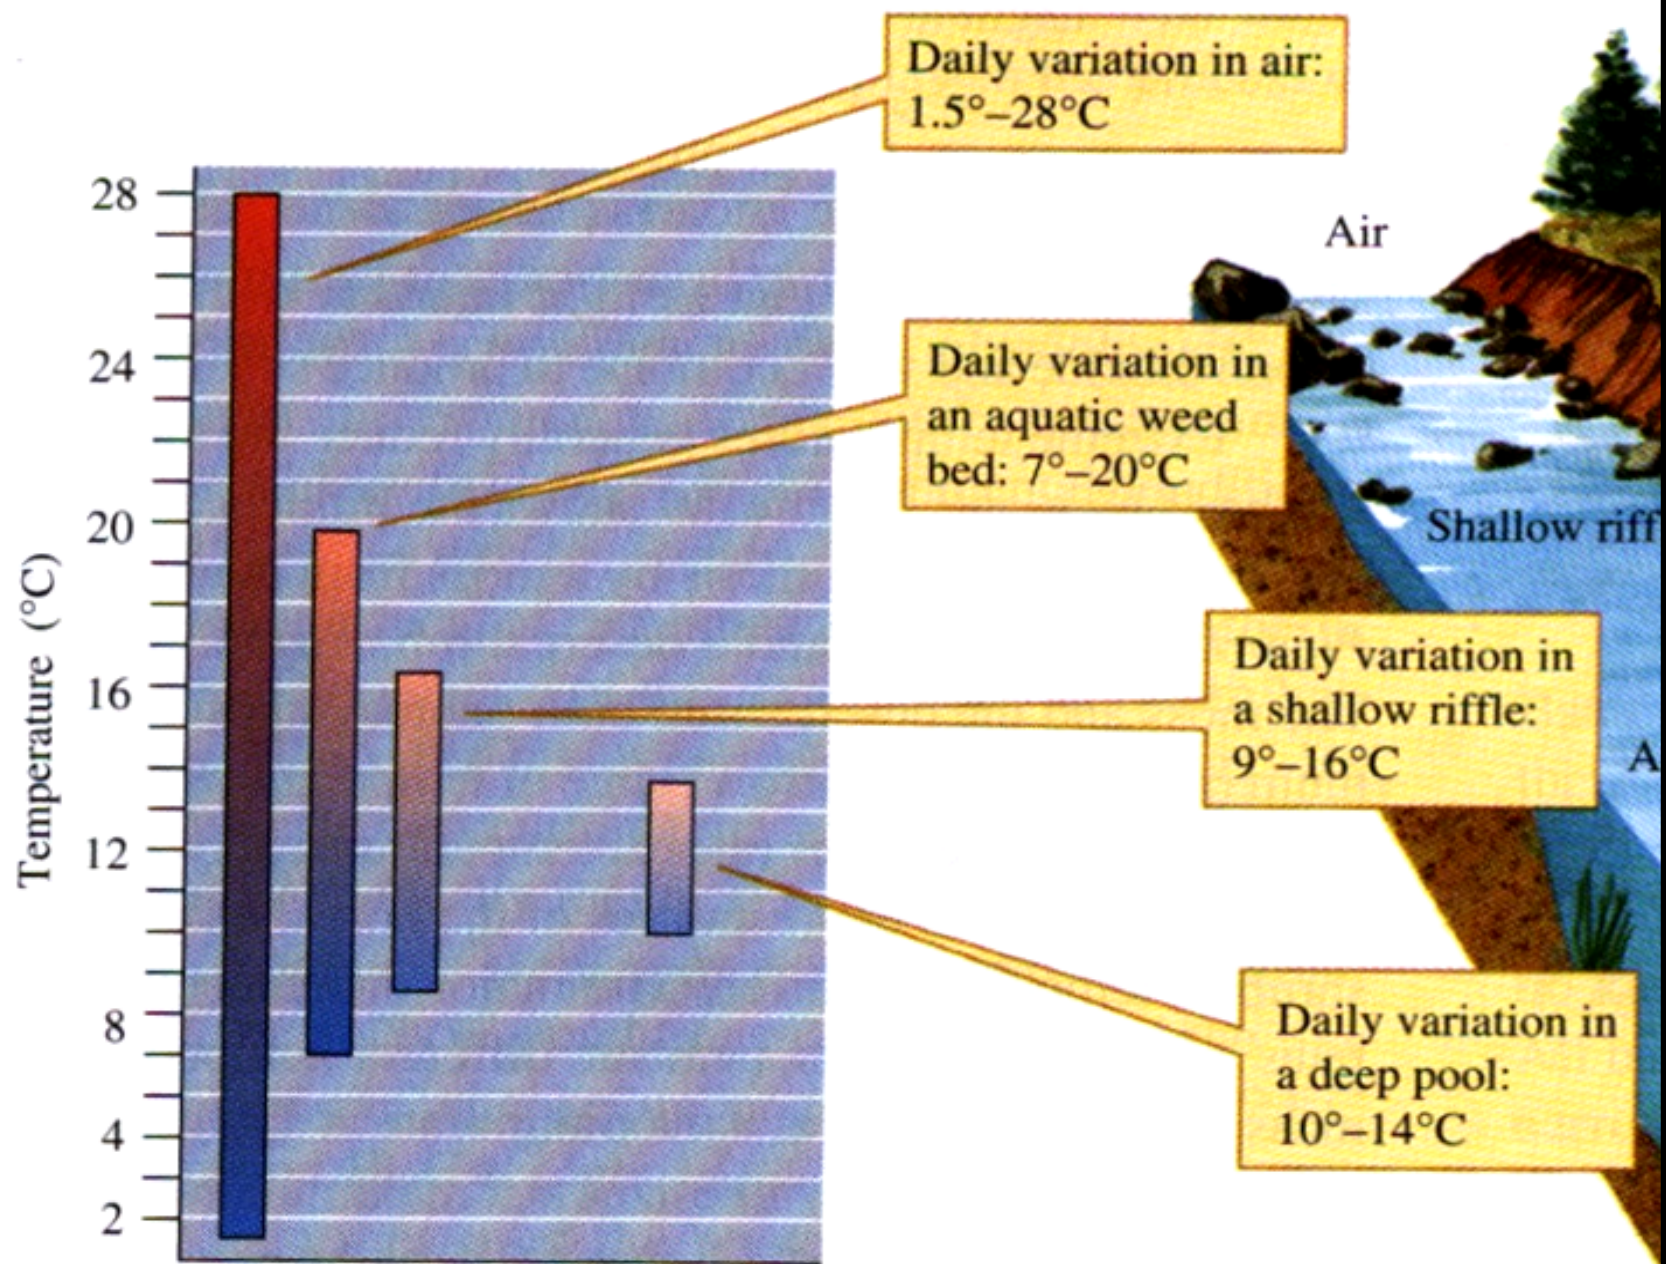 Daily variation in air:
1.5°–28°C
Air
Daily variation in
an aquatic weed
bed: 7°–20°C
Shallow riff
Daily variation in
a shallow riffle:
9°–16°C
A
Daily variation in
a deep pool:
10°–14°C
Temperature (°C)
28
24
20
16
12
8
4
2